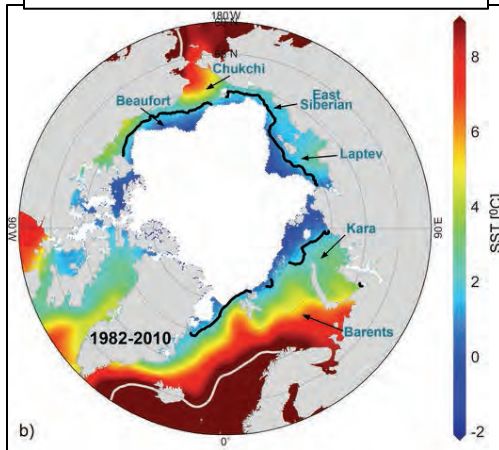 180°W
60°N
Chukchi
Beaufort
East
Siberian
Laptev
90°W
90°E
Kara
1982-2010
Barents
b)
0°
8
6
4
2
0
-2
SST [°C]